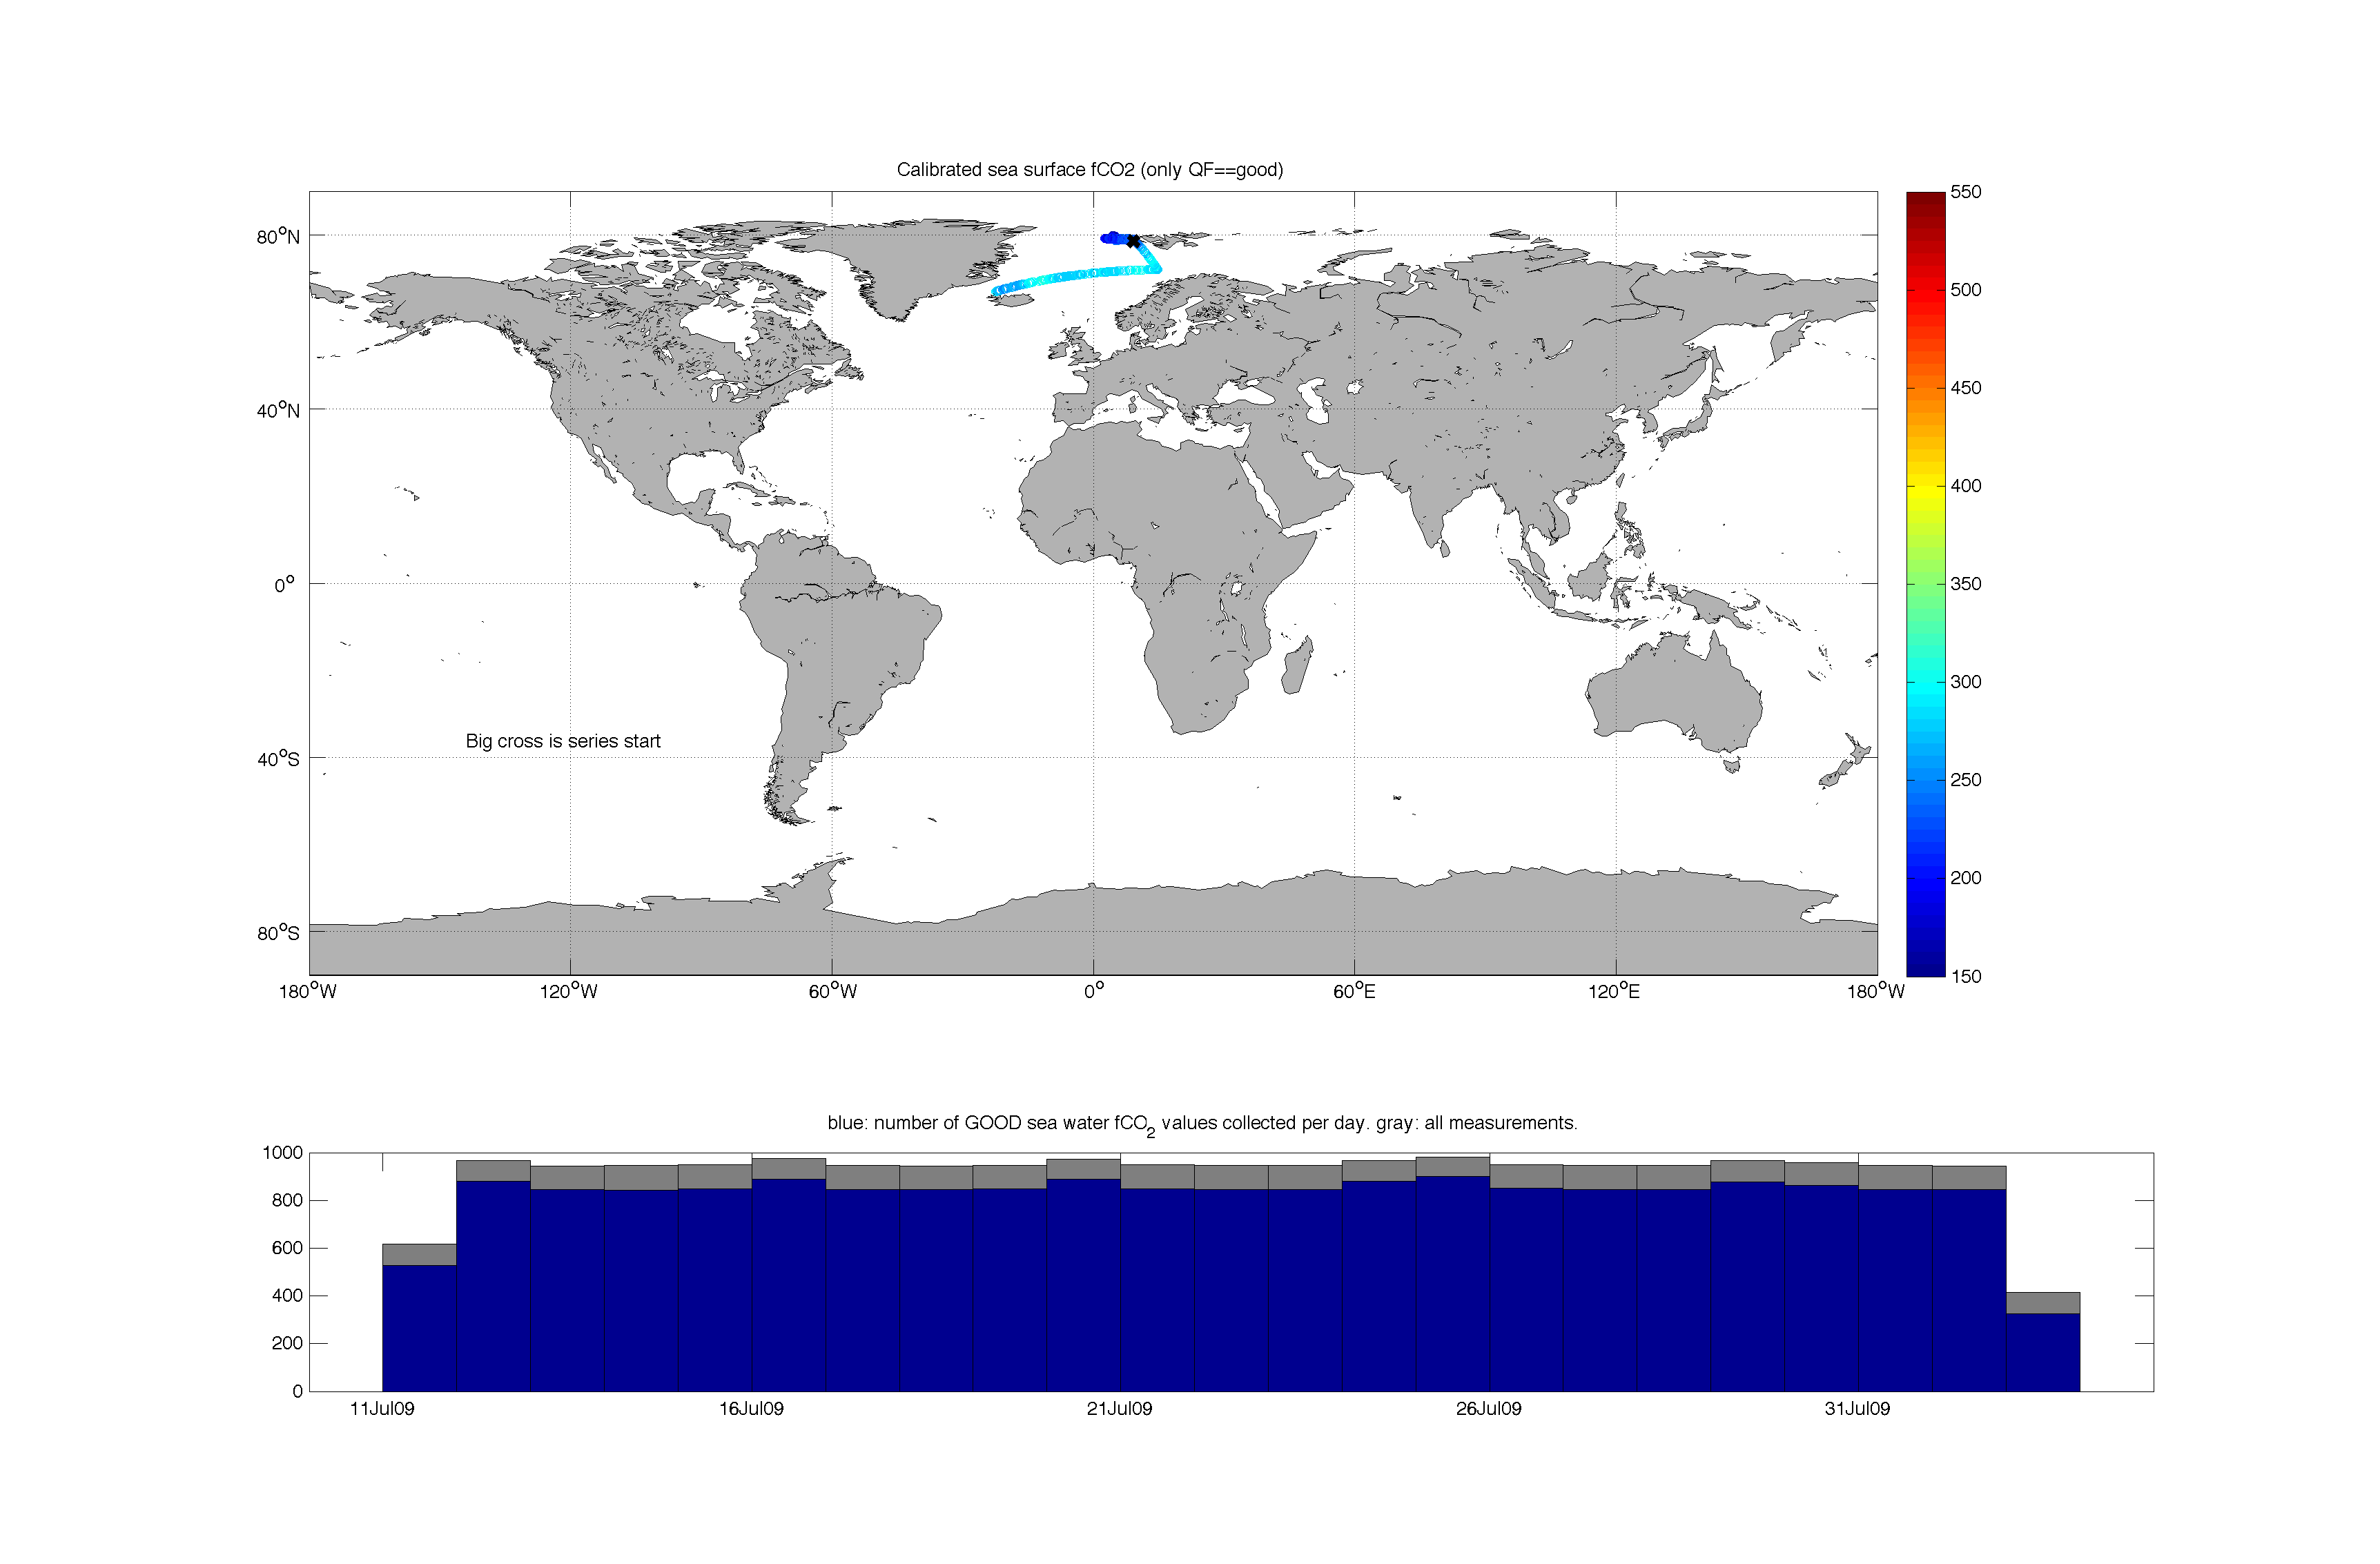 Calibrated sea surface fCO2 (only QF==good)
550
80°N
500
450
40°N
400
350
0°
300
Big cross is series start
40°S
250
200
80°S
150
180°W 120°W 60°W 0° 60°E 120°E 180°W
blue: number of GOOD sea water fCO₂ values collected per day. gray: all measurements.
1000
800
600
400
200
0
11Jul09 16Jul09 21Jul09 26Jul09 31Jul09